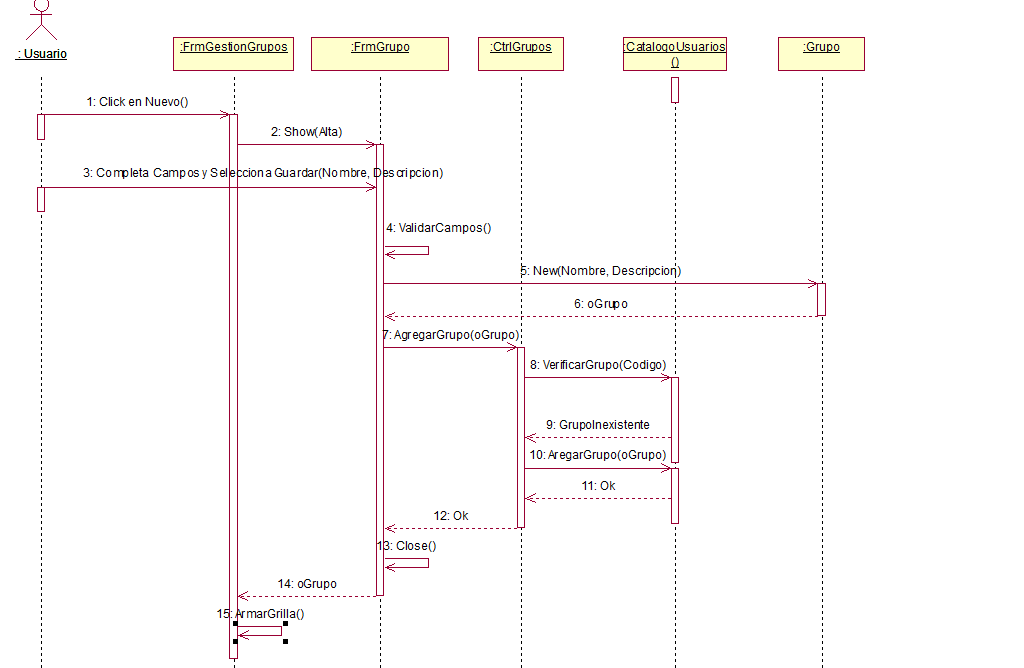 : Usuario
:FrmGestionGrupos
:FrmGrupo
:CtrlGrupos
:CatalogoUsuarios
()
:Grupo
1: Click en Nuevo()
2: Show(Alta)
3: Completa Campos y Selecciona Guardar(Nombre, Descripcion)
4: ValidarCampos()
5: New(Nombre, Descripcion)
6: oGrupo
7: AgregarGrupo(oGrupo)
8: VerificarGrupo(Codigo)
9: GrupoInexistente
10: AregarGrupo(oGrupo)
11: Ok
12: Ok
13: Close()
14: oGrupo
15: ArmarGrilla()